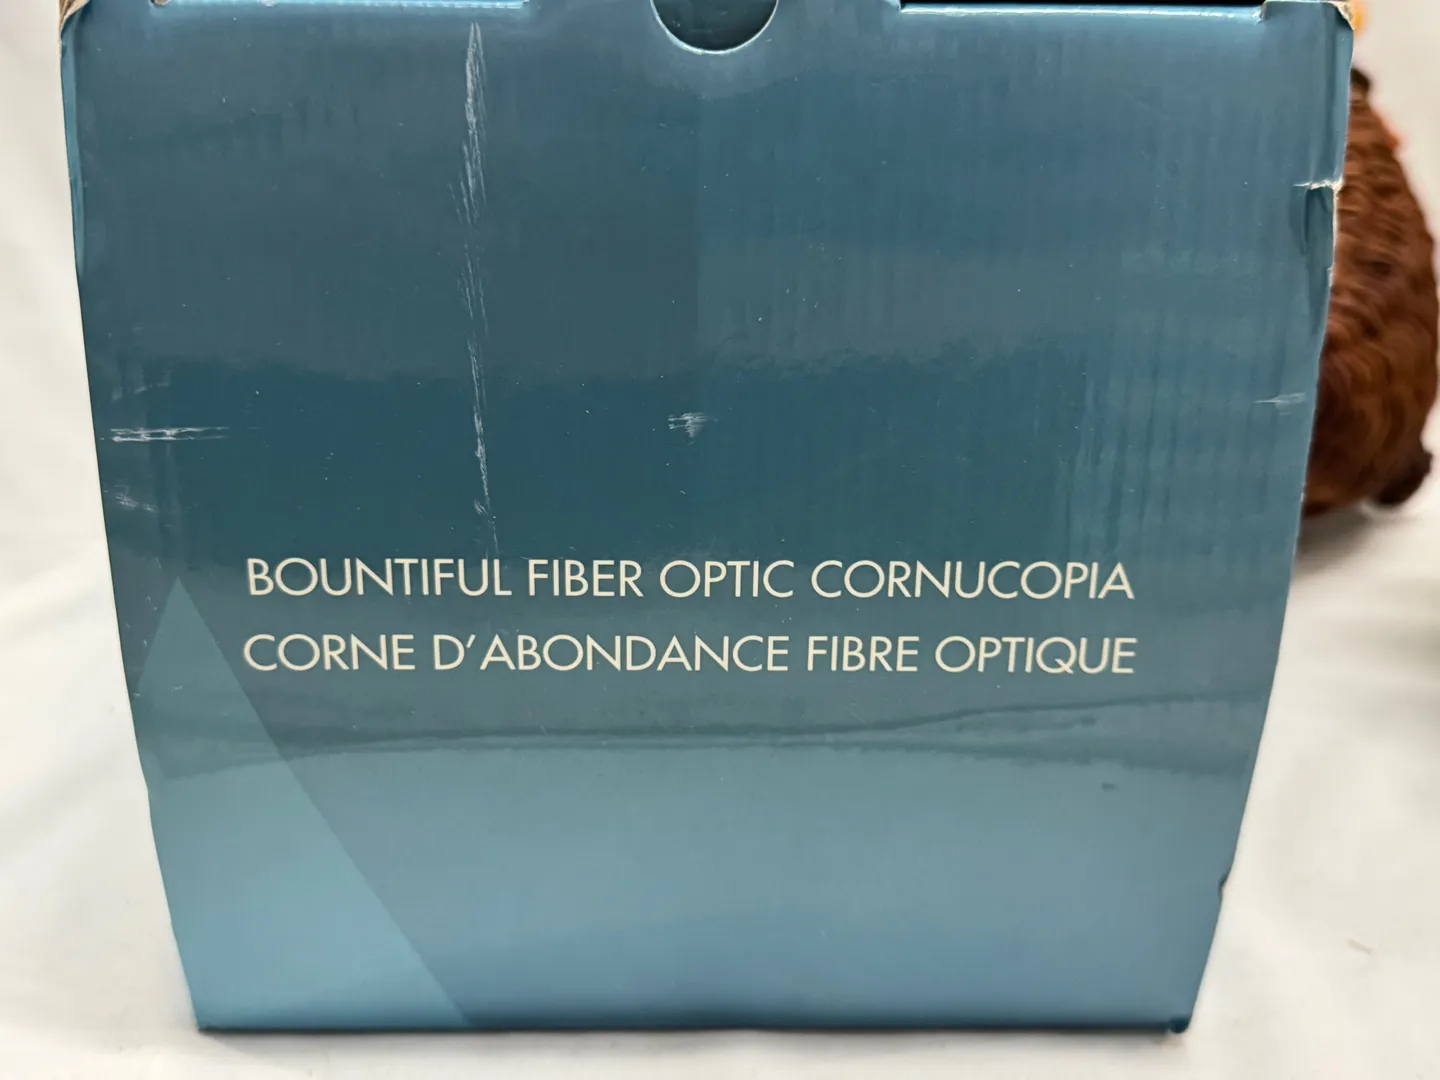 BOUNTIFUL FIBER OPTIC CORNUCOPIA
CORNE D'ABONDANCE FIBRE OPTIQUE